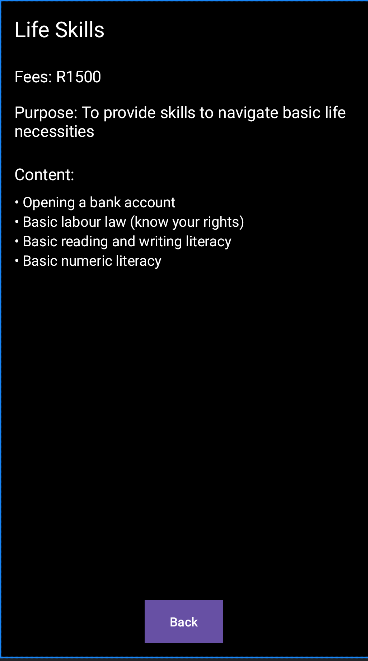 Life Skills
Fees: R1500
Purpose: To provide skills to navigate basic life
necessities
Content:
• Opening a bank account
• Basic labour law (know your rights)
• Basic reading and writing literacy
• Basic numeric literacy
Back